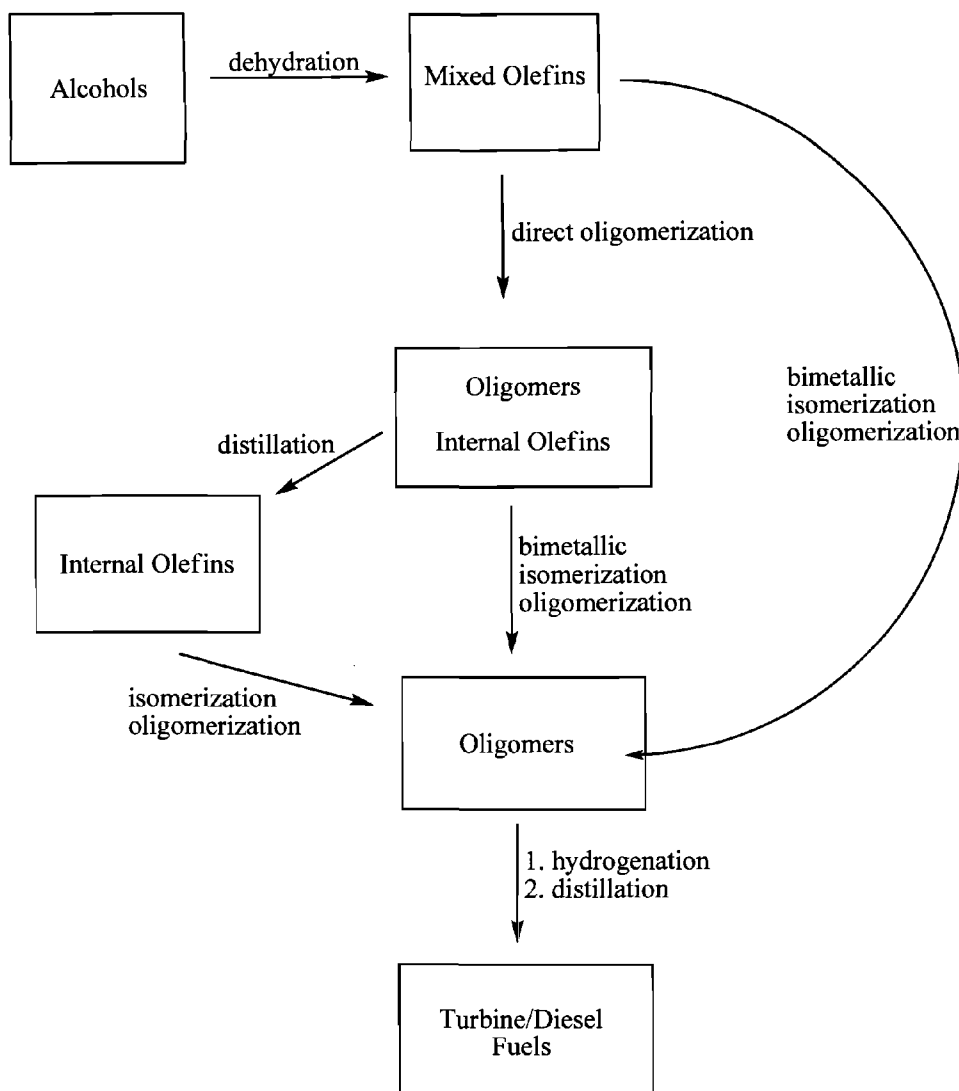 Alcohols
dehydration
Mixed Olefins
direct oligomerization
bimetallic
isomerization
oligomerization
Oligomers
Internal Olefins
distillation
Internal Olefins
bimetallic
isomerization
oligomerization
isomerization
oligomerization
Oligomers
1. hydrogenation
2. distillation
Turbine/Diesel
Fuels